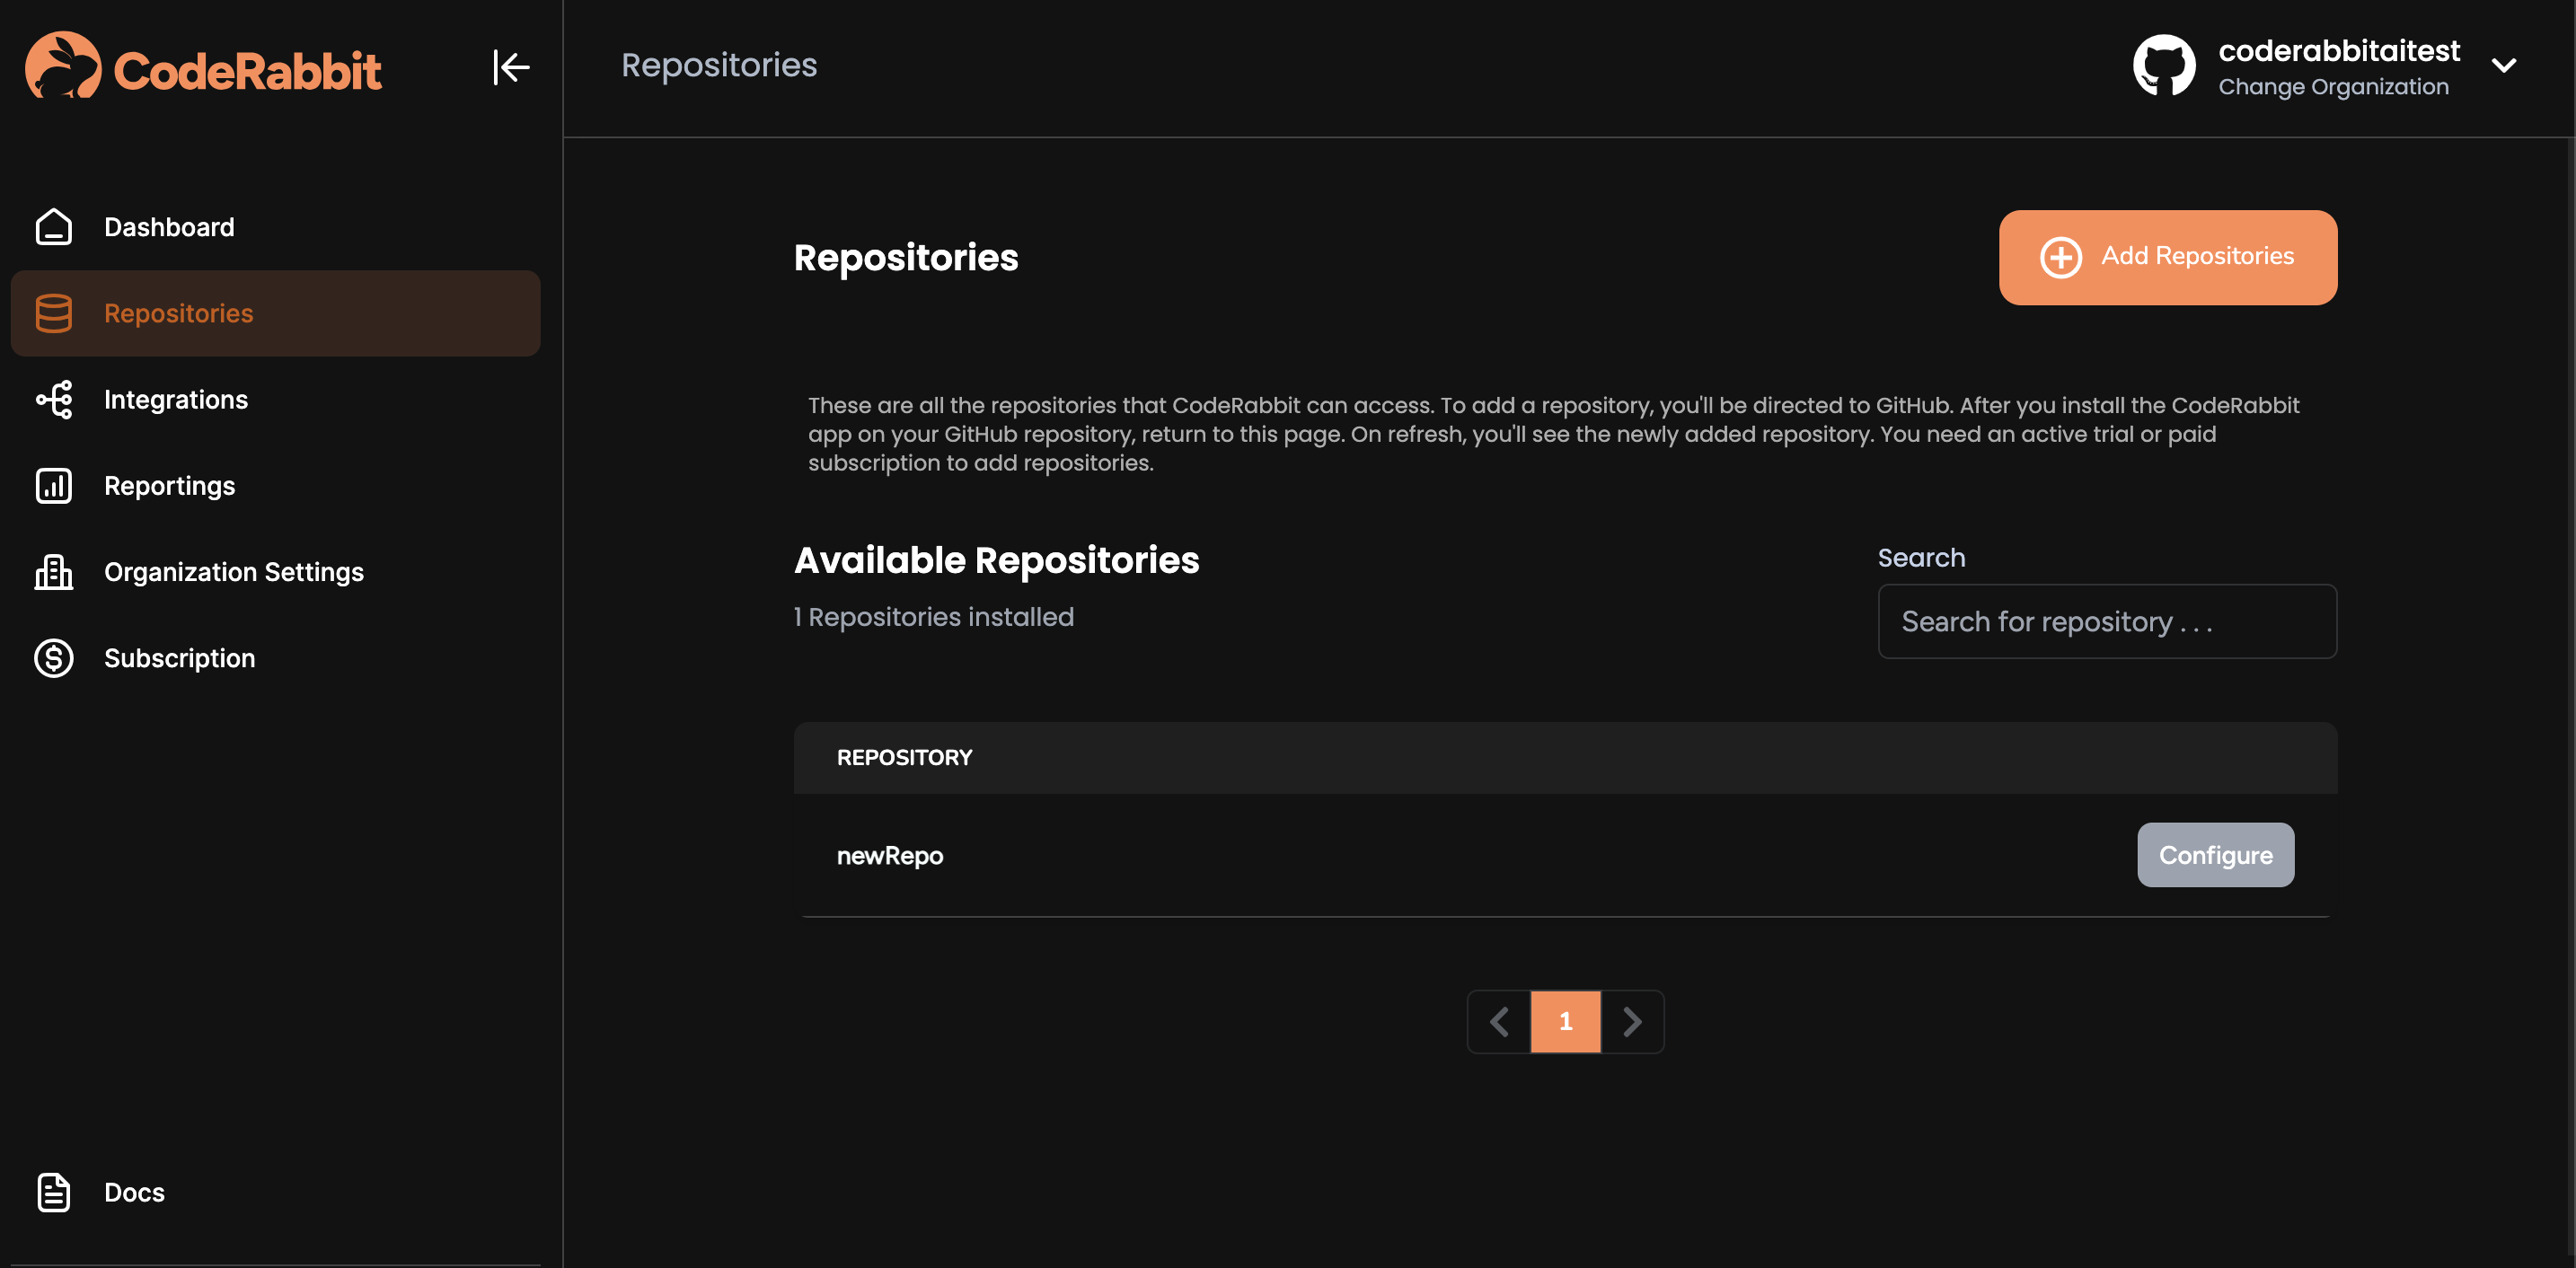 CodeRabbit
Repositories
coderabbitaitest
Change Organization
Dashboard
Repositories
Integrations
Reportings
Organization Settings
Subscription
Docs
Repositories
Add Repositories
These are all the repositories that CodeRabbit can access. To add a repository, you'll be directed to GitHub. After you install the CodeRabbit
app on your GitHub repository, return to this page. On refresh, you'll see the newly added repository. You need an active trial or paid
subscription to add repositories.
Available Repositories
1 Repositories installed
Search
Search for repository . . .
REPOSITORY
newRepo
Configure
1